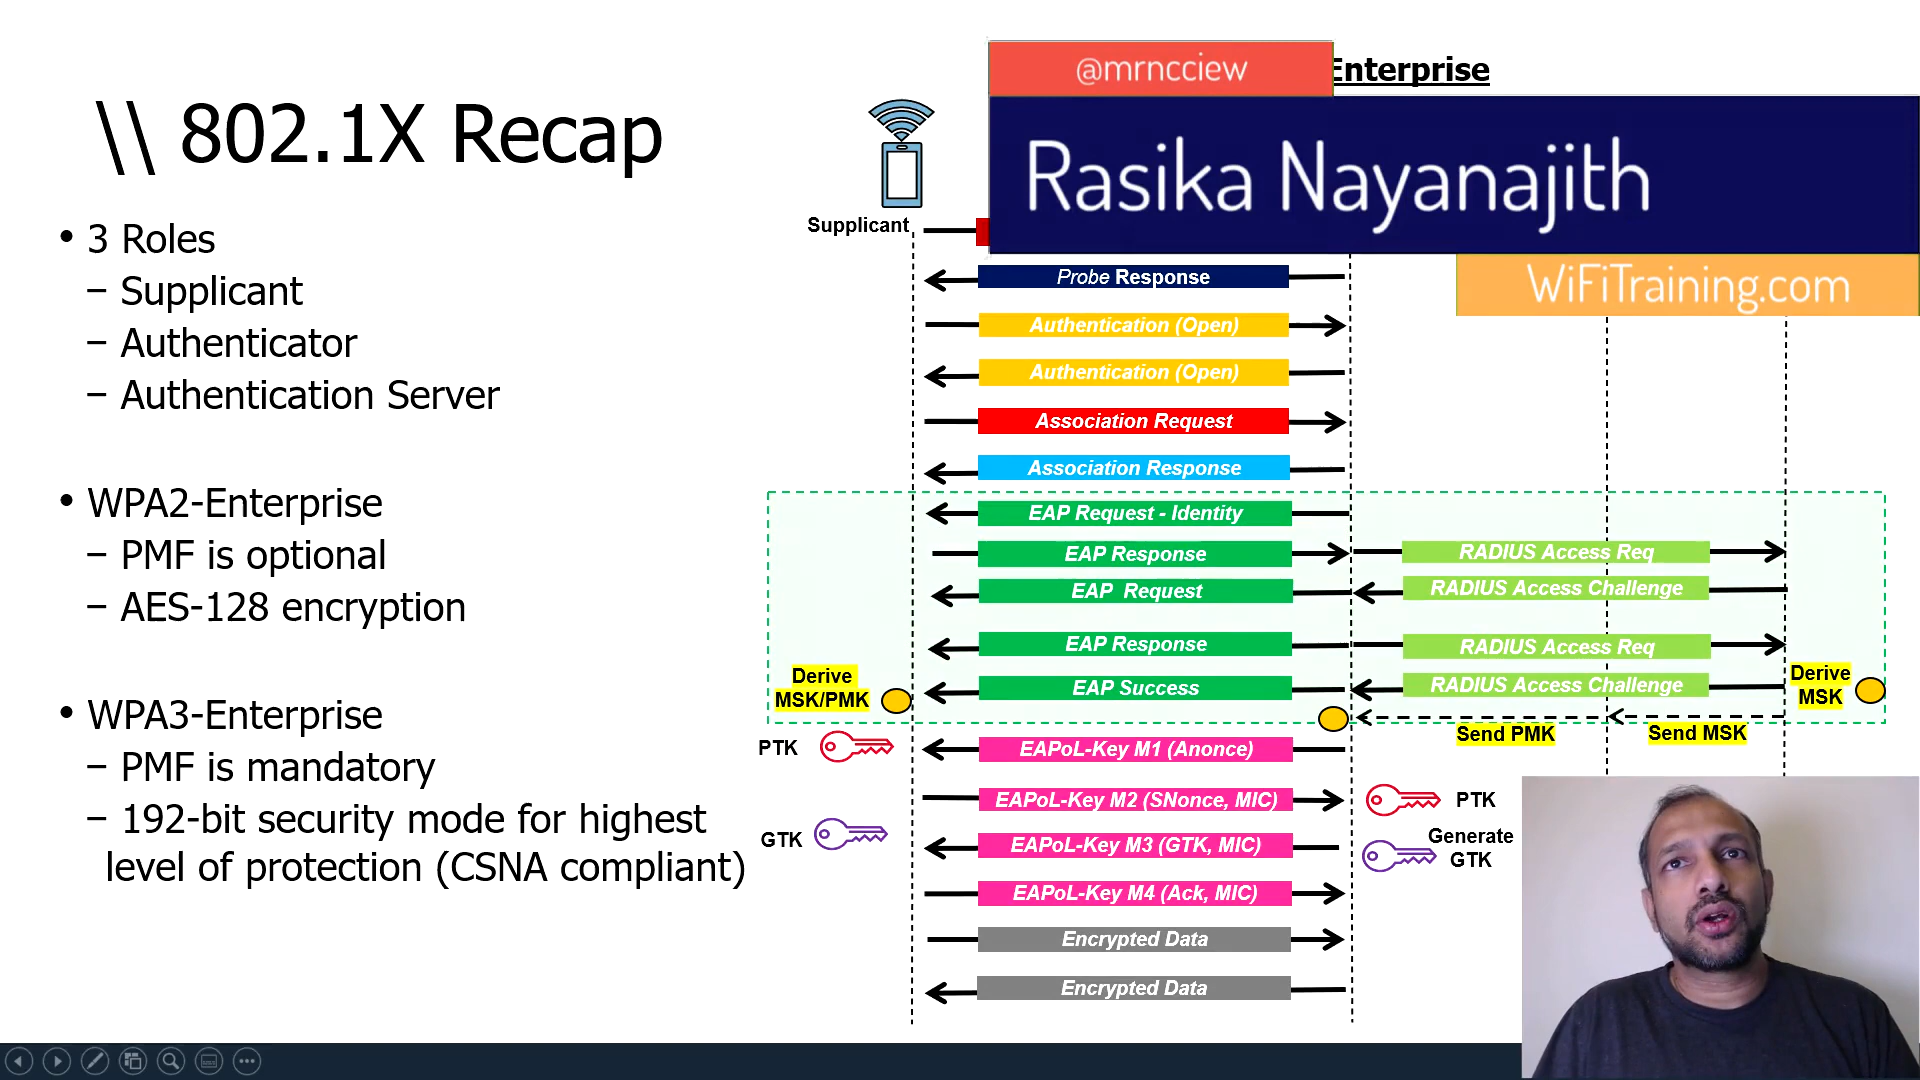 @mrncciew
Enterprise
Rasika Nayanajith
WiFiTraining.com
\\ 802.1X Recap
• 3 Roles
– Supplicant
– Authenticator
– Authentication Server
• WPA2-Enterprise
– PMF is optional
– AES-128 encryption
• WPA3-Enterprise
– PMF is mandatory
– 192-bit security mode for highest
level of protection (CSNA compliant)
Supplicant
Probe Response
Authentication (Open)
Authentication (Open)
Association Request
Association Response
EAP Request - Identity
EAP Response
RADIUS Access Req
EAP Request
RADIUS Access Challenge
EAP Response
RADIUS Access Req
Derive
MSK/PMK
EAP Success
RADIUS Access Challenge
Derive
MSK
Send PMK
Send MSK
PTK
EAPoL-Key M1 (Anonce)
EAPoL-Key M2 (SNonce, MIC)
PTK
GTK
EAPoL-Key M3 (GTK, MIC)
Generate
GTK
EAPoL-Key M4 (Ack, MIC)
Encrypted Data
Encrypted Data